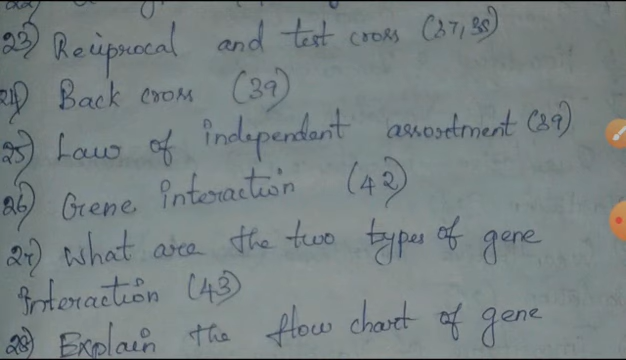 23) Reciprocal and test cross (37,38)
24) Back cross (39)
25) Law of independent assortment (39)
26) Gene interaction (42)
27) What are the two types of gene
interaction (43)
28) Explain the flow chart of gene